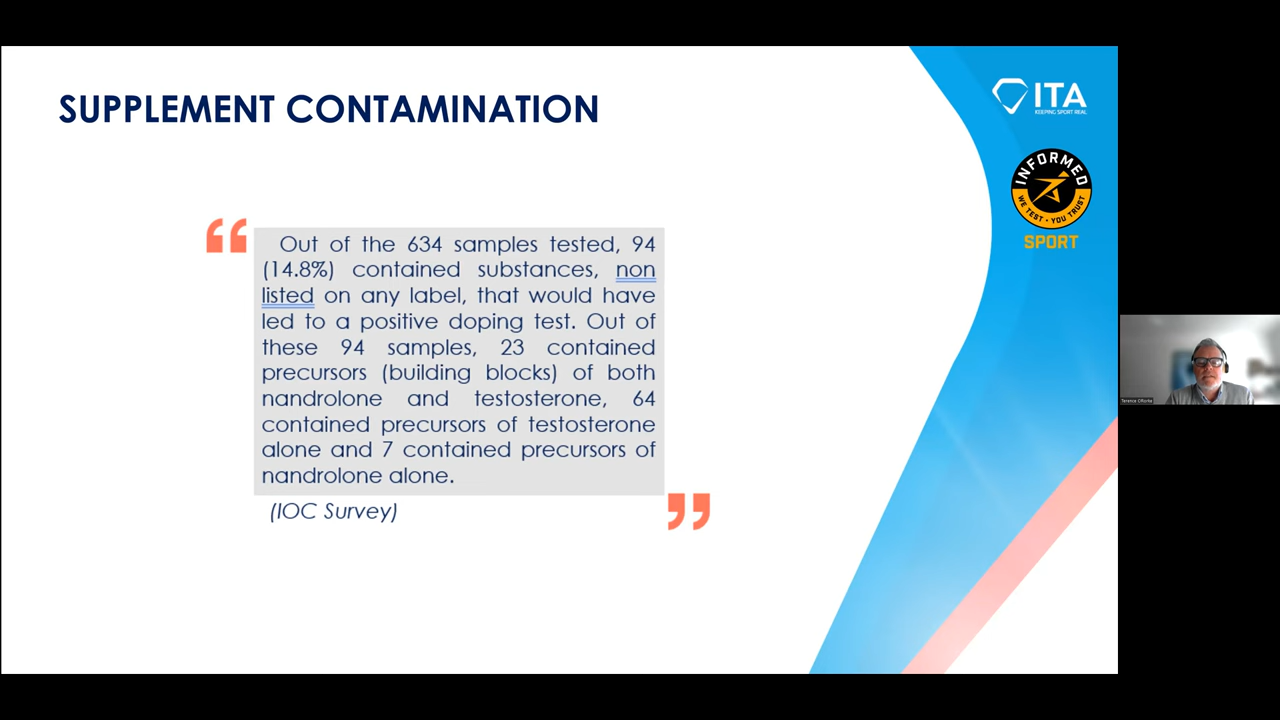 SUPPLEMENT CONTAMINATION
ITA
KEEPING SPORT REAL
INFORMED
WE TEST • YOU TRUST
SPORT
“
Out of the 634 samples tested, 94
(14.8%) contained substances, non
listed on any label, that would have
led to a positive doping test. Out of
these 94 samples, 23 contained
precursors (building blocks) of both
nandrolone and testosterone, 64
contained precursors of testosterone
alone and 7 contained precursors of
nandrolone alone.
”
(IOC Survey)
Terence O'Rorke